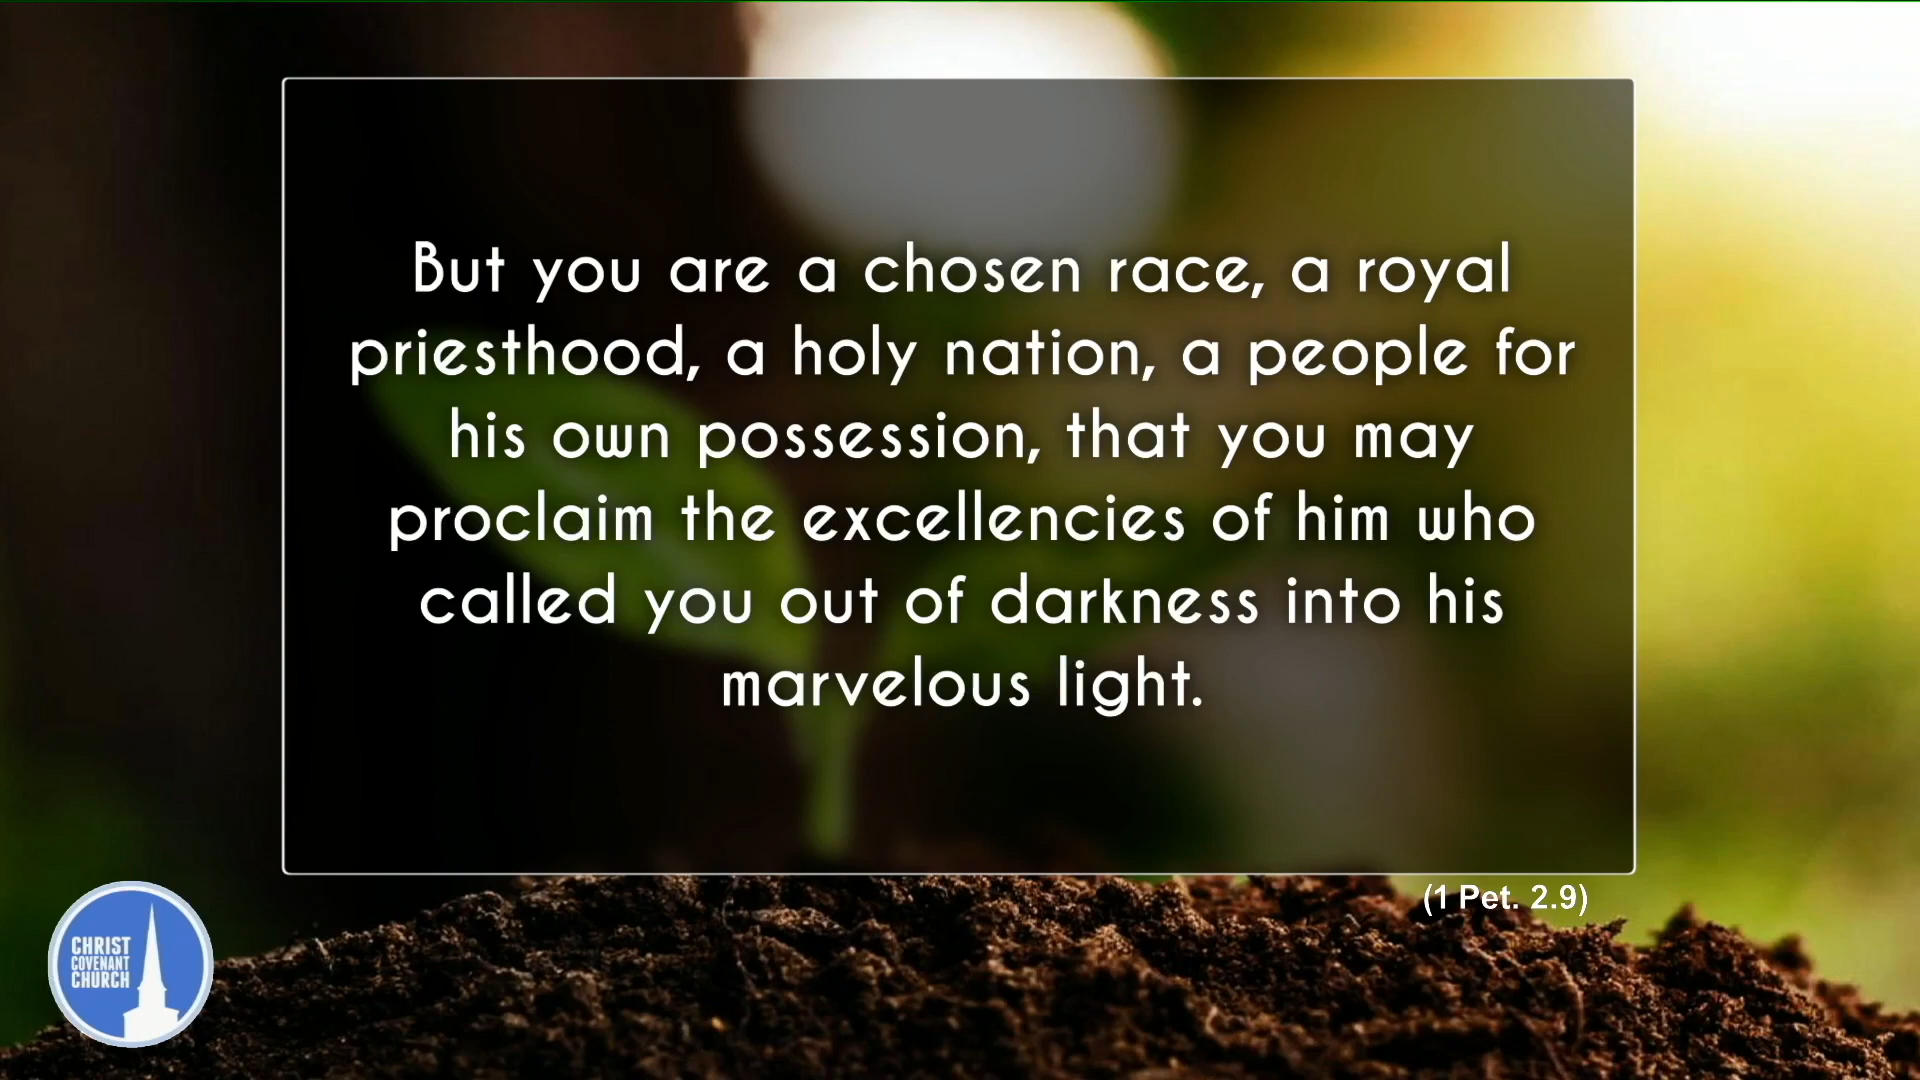 But you are a chosen race, a royal
priesthood, a holy nation, a people for
his own possession, that you may
proclaim the excellencies of him who
called you out of darkness into his
marvelous light.
(1 Pet. 2.9)
CHRIST
COVENANT
CHURCH